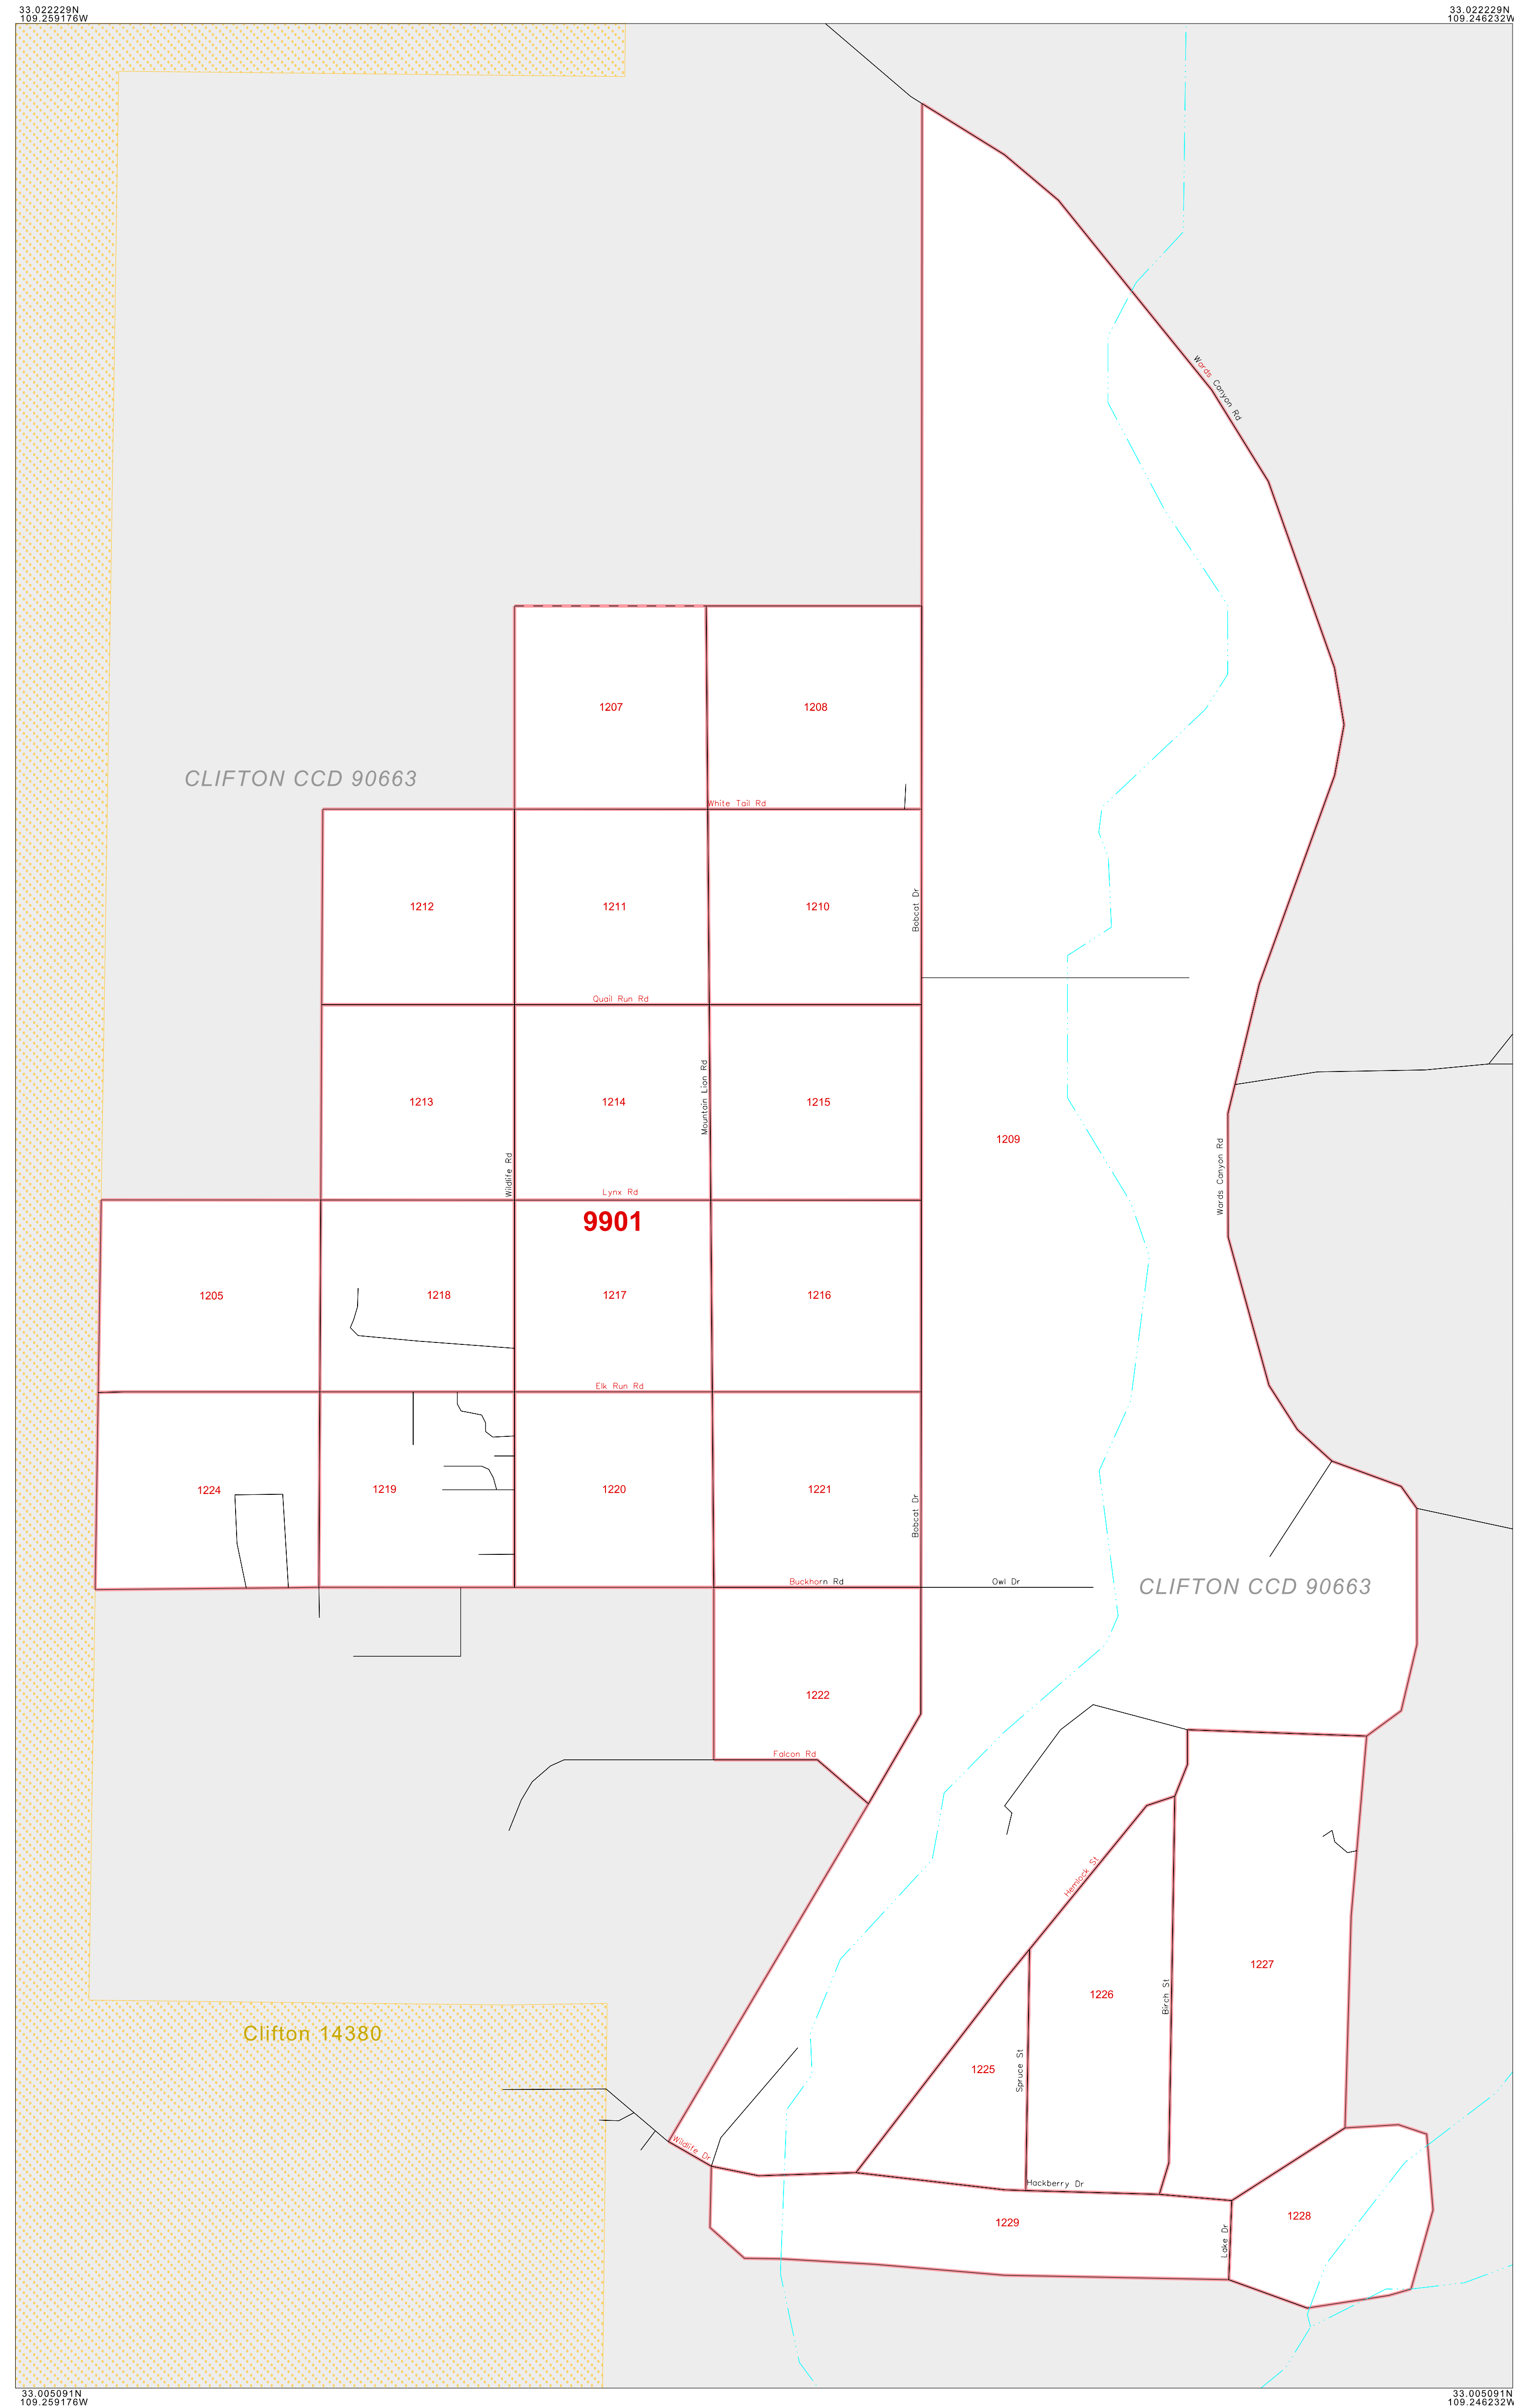 33.022229N
109.259176W
33.022229N
109.246232W
Wards Canyon Rd
1207
1208
CLIFTON CCD 90663
White Tail Rd
1212
1211
1210
Bobcat Dr
Quail Run Rd
Mountain Lion Rd
1213
1214
1215
1209
Wards Canyon Rd
Wildlife Rd
Lynx Rd
9901
1205
1218
1217
1216
Elk Run Rd
1224
1219
1220
1221
Bobcat Dr
Buckhorn Rd
Owl Dr
CLIFTON CCD 90663
1222
Falcon Rd
Hemlock St
1227
1226
Birch St
Clifton 14380
1225
Spruce St
Wildlife Dr
Hackberry Dr
1229
Lake Dr
1228
33.005091N
109.259176W
33.005091N
109.246232W